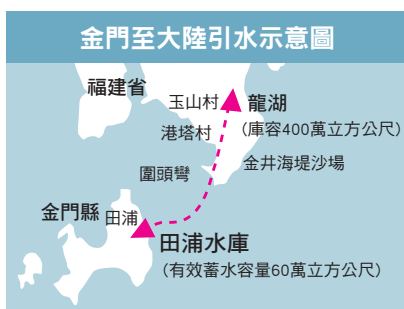 金門至大陸引水示意圖
福建省
玉山村
龍湖
港塔村
（庫容400萬立方公尺）
金井海堤沙場
圍頭彎
金門縣
田浦
田浦水庫
（有效蓄水容量60萬立方公尺）